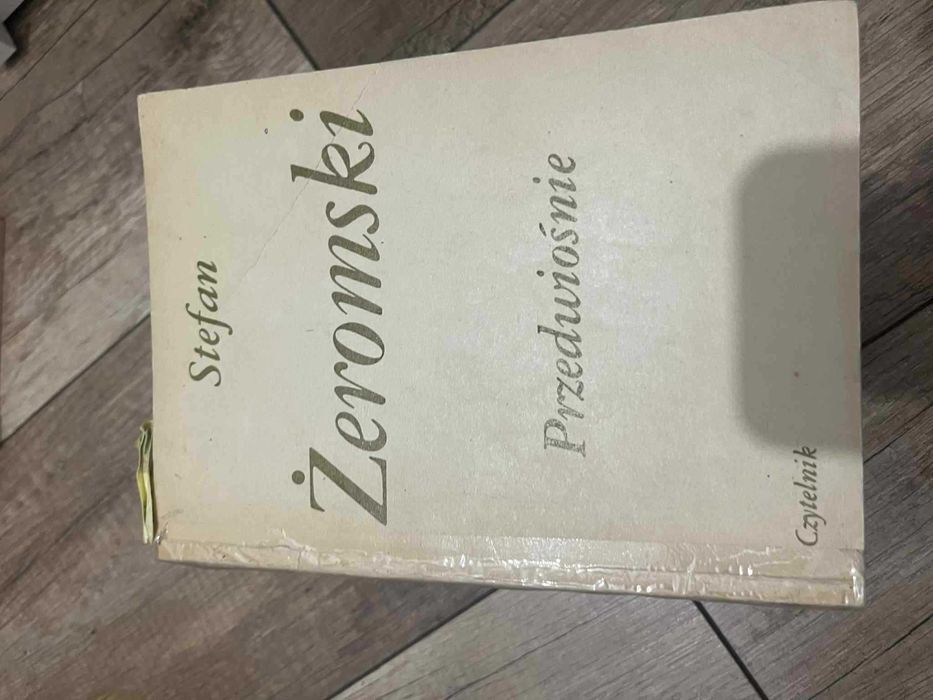 Stefan
Żeromski
Przedwiośnie
Czytelnik